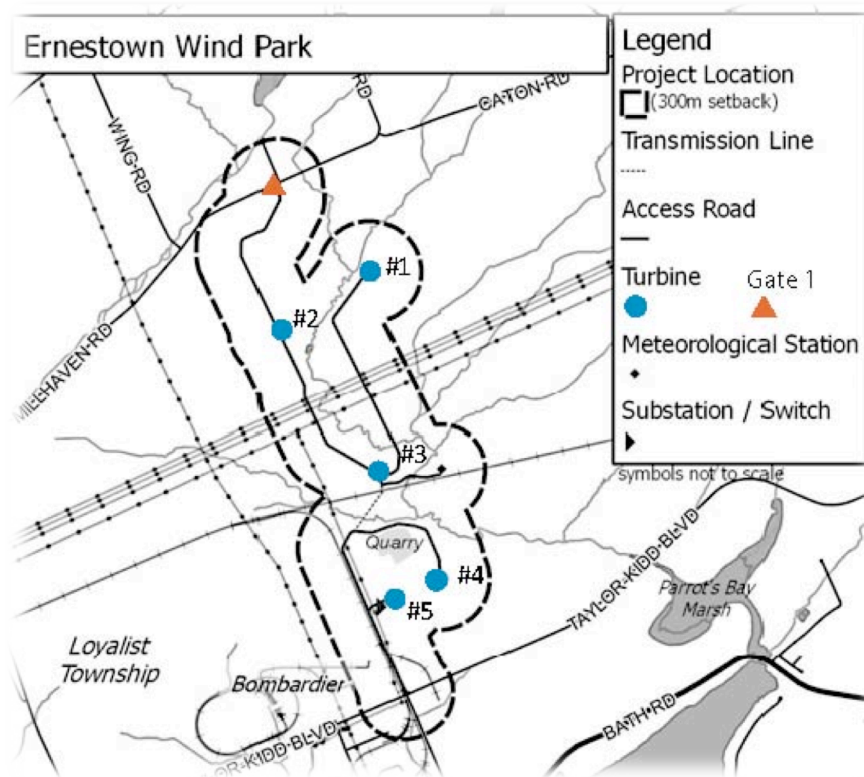 Ernestown Wind Park
Legend
Project Location
(300m setback)
Transmission Line
Access Road
Turbine
Gate 1
Meteorological Station
Substation / Switch
symbols not to scale
RD
CATON RD
WING RD
#1
#2
MILLHAVEN RD
#3
Quarry
#4
#5
TAYLOR-KIDD BLVD
Parrot's Bay
Marsh
Loyalist
Township
Bombardier
OR-KIDD BLVD
BATH RD